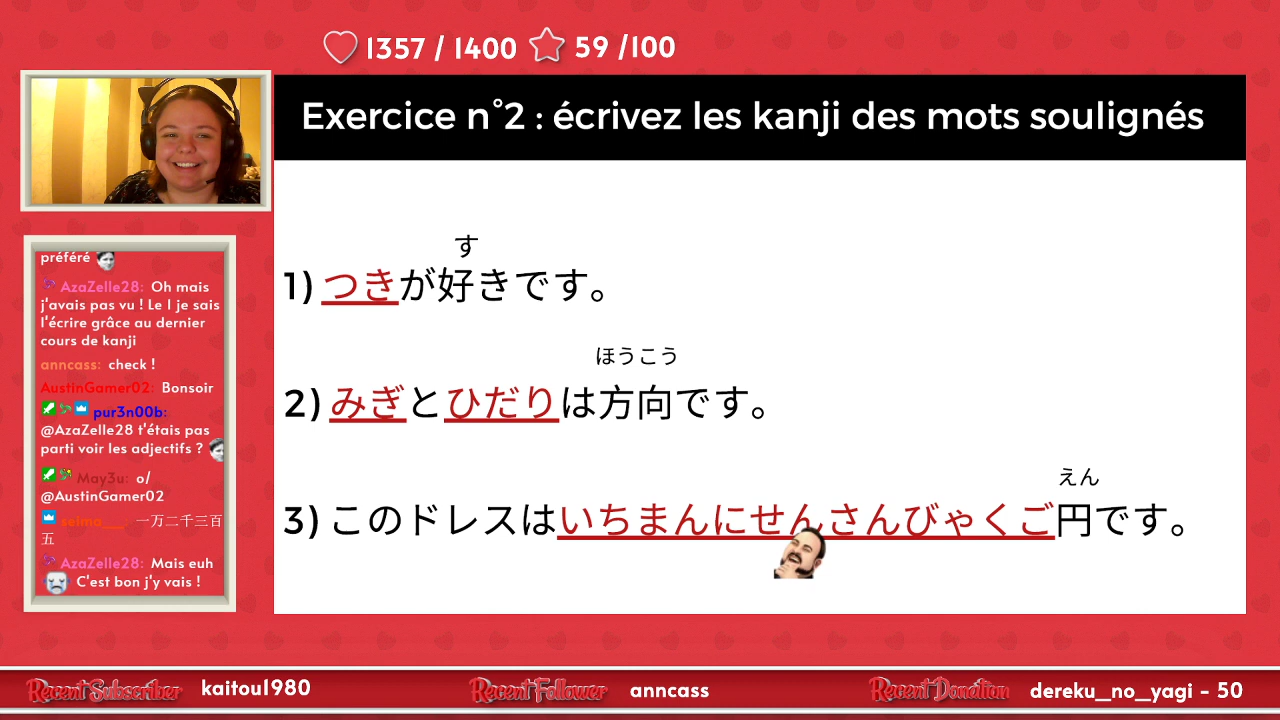 1357 / 1400 59 /100
Exercice n°2 : écrivez les kanji des mots soulignés
す
1) つきが好きです。
ほうこう
2) みぎとひだりは方向です。
えん
3) このドレスはいちまんにせんさんびゃくご円です。
préféré
AzaZelle28: Oh mais
j'avais pas vu ! Le 1 je sais
l'écrire grâce au dernier
cours de kanji
anncass: check !
AustinGamer02: Bonsoir
pur3n00b:
@AzaZelle28 t'étais pas
parti voir les adjectifs ?
May3u: o/
@AustinGamer02
seima__: 一万二千三百
五
AzaZelle28: Mais euh
C'est bon j'y vais !
Recent Subscriber kaitou1980
Recent Follower anncass
Recent Donation dereku_no_yagi - 50